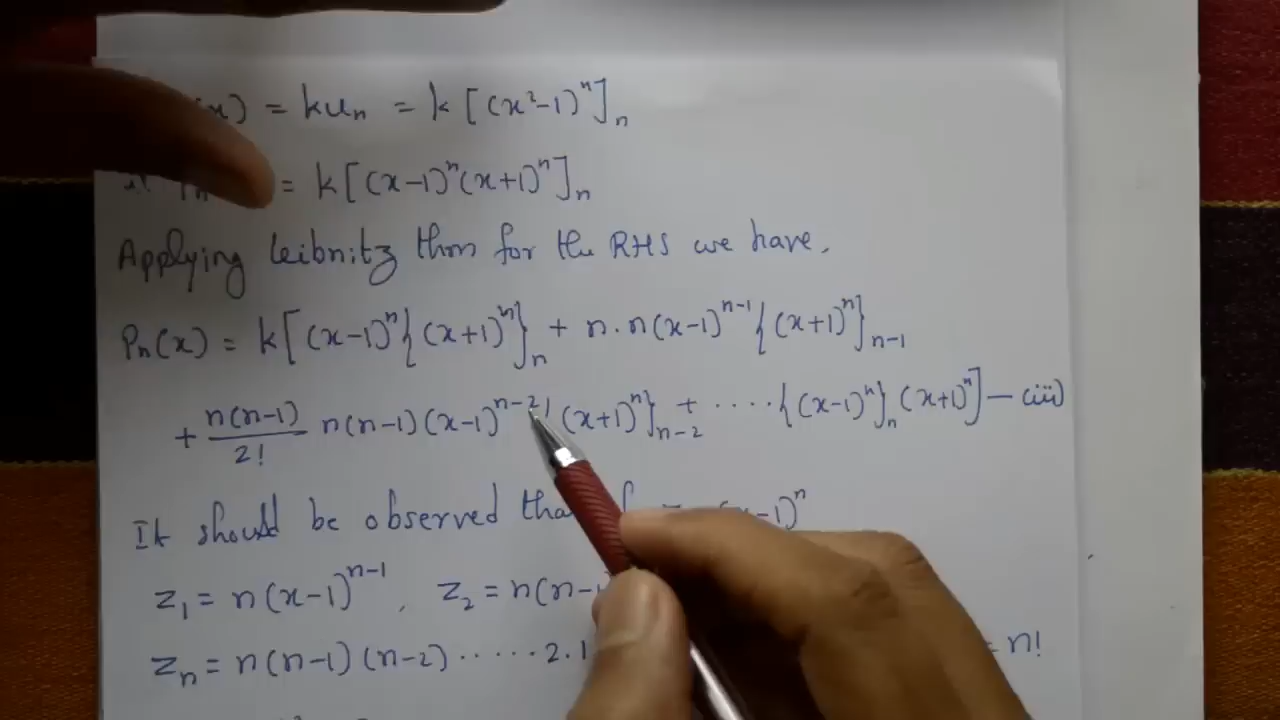 x) = kuₙ = k[(x²-1)ⁿ]ₙ
= k[(x-1)ⁿ(x+1)ⁿ]ₙ
Applying leibnitz thm for the RHS we have,
Pₙ(x) = k[(x-1)ⁿ{(x+1)ⁿ}ₙ + n.n(x-1)ⁿ⁻¹{(x+1)ⁿ}ₙ₋₁
+ n(n-1)/2! n(n-1)(x-1)ⁿ⁻² (x+1)ⁿ}ₙ₋₂ + ....{(x-1)ⁿ}ₙ(x+1)ⁿ] — (iii)
It should be observed -1)ⁿ
z₁ = n(x-1)ⁿ⁻¹, z₂ = n(n-
zₙ = n(n-1)(n-2).....2.1 = n!